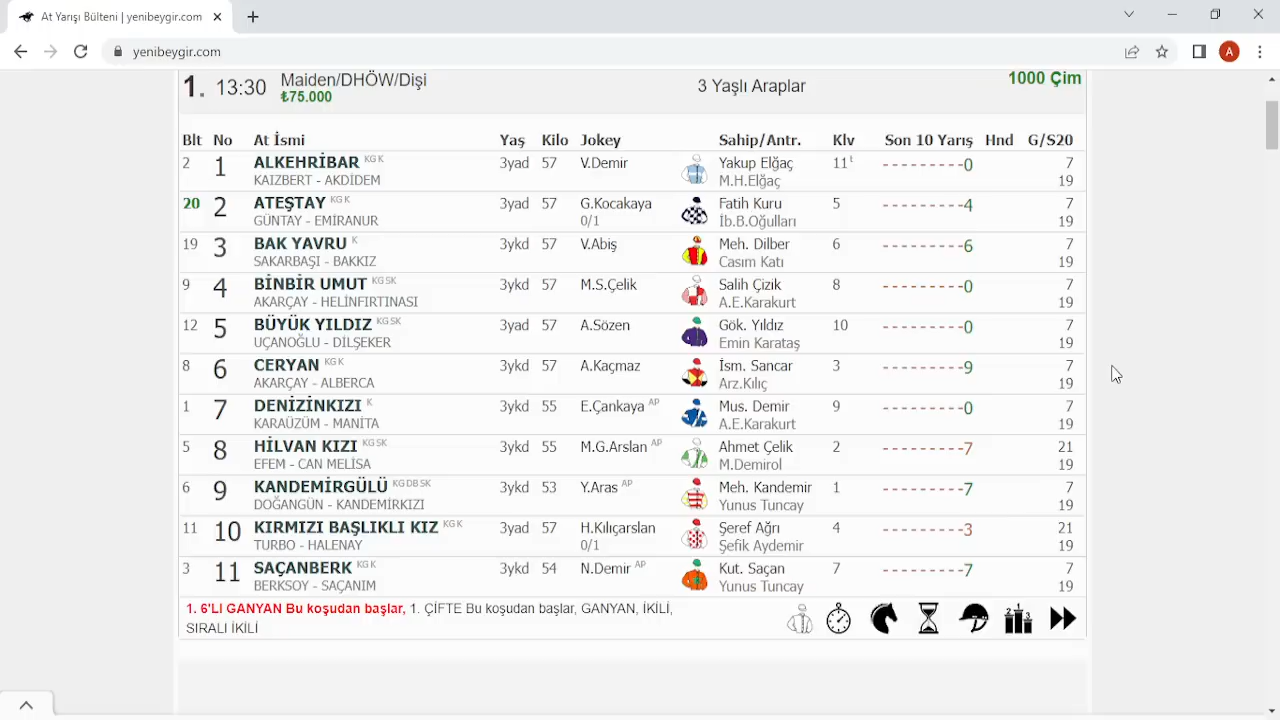 At Yarışı Bülteni | yenibeygir.com
yenibeygir.com
A
1. 13:30 Maiden/DHÖW/Dişi 3 Yaşlı Araplar 1000 Çim
₺75.000
Blt No At İsmi Yaş Kilo Jokey Sahip/Antr. Klv Son 10 Yarış Hnd G/S20
2 1 ALKEHRİBAR KG K 3yad 57 V.Demir Yakup Elğaç 11t ---------0 7
KAIZBERT - AKDİDEM M.H.Elğaç 19
20 2 ATEŞTAY KG K 3yad 57 G.Kocakaya Fatih Kuru 5 ---------4 7
GÜNTAY - EMİRANUR 0/1 İb.B.Oğulları 19
19 3 BAK YAVRU K 3ykd 57 V.Abiş Meh. Dilber 6 ---------6 7
SAKARBAŞI - BAKKIZ Casım Katı 19
9 4 BİNBİR UMUT KG SK 3ykd 57 M.S.Çelik Salih Çizik 8 ---------0 7
AKARÇAY - HELİNFIRTINASI A.E.Karakurt 19
12 5 BÜYÜK YILDIZ KG SK 3yad 57 A.Sözen Gök. Yıldız 10 ---------0 7
UÇANOĞLU - DİLŞEKER Emin Karataş 19
8 6 CERYAN KG K 3ykd 57 A.Kaçmaz İsm. Sancar 3 ---------9 7
AKARÇAY - ALBERCA Arz.Kılıç 19
1 7 DENİZİNKIZI K 3ykd 55 E.Çankaya AP Mus. Demir 9 ---------0 7
KARAÜZÜM - MANİTA A.E.Karakurt 19
5 8 HİLVAN KIZI KG SK 3ykd 55 M.G.Arslan AP Ahmet Çelik 2 ---------7 21
EFEM - CAN MELİSA M.Demirol 19
6 9 KANDEMİRGÜLÜ KG DB SK 3ykd 53 Y.Aras AP Meh. Kandemir 1 ---------7 7
DOĞANGÜN - KANDEMİRKIZI Yunus Tuncay 19
11 10 KIRMIZI BAŞLIKLI KIZ KG K 3yad 57 H.Kılıçarslan Şeref Ağrı 4 ---------3 21
TURBO - HALENAY 0/1 Şefik Aydemir 19
3 11 SAÇANBERK KG K 3ykd 54 N.Demir AP Kut. Saçan 7 ---------7 7
BERKSOY - SAÇANIM Yunus Tuncay 19
1. 6'LI GANYAN Bu koşudan başlar, 1. ÇİFTE Bu koşudan başlar, GANYAN, İKİLİ,
SIRALI İKİLİ
2 1 3